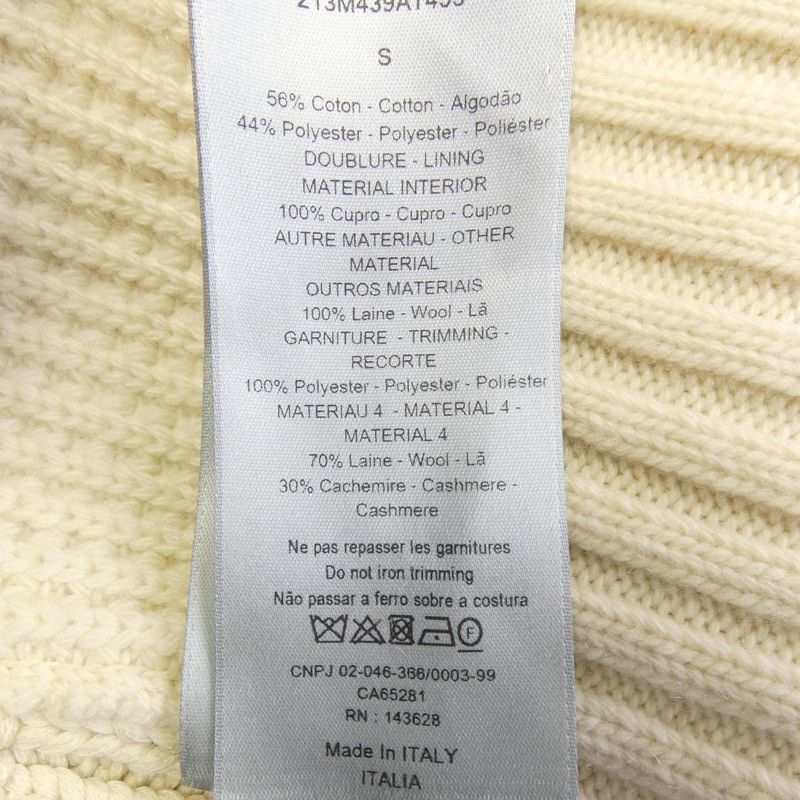 213M439A1455
S
56% Coton - Cotton - Algodão
44% Polyester - Polyester - Poliéster
DOUBLURE - LINING
MATERIAL INTERIOR
100% Cupro - Cupro - Cupro
AUTRE MATERIAU - OTHER
MATERIAL
OUTROS MATERIAIS
100% Laine - Wool - Lã
GARNITURE - TRIMMING -
RECORTE
100% Polyester - Polyester - Poliéster
MATERIAU 4 - MATERIAL 4 -
MATERIAL 4
70% Laine - Wool - Lã
30% Cachemire - Cashmere -
Cashmere
Ne pas repasser les garnitures
Do not iron trimming
Não passar a ferro sobre a costura
F
CNPJ 02-046-366/0003-99
CA65281
RN : 143628
Made In ITALY
ITALIA